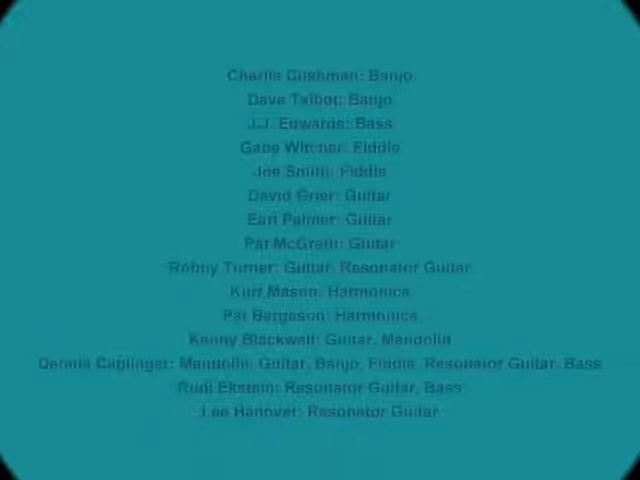 Charlie Cushman: Banjo
Dave Talbot: Banjo
J.J. Edwards: Bass
Gabe Witcher: Fiddle
Joe Smith: Fiddle
David Grier: Guitar
Earl Palmer: Guitar
Pat McGrath: Guitar
Robby Turner: Guitar, Resonator Guitar
Kurt Mason: Harmonica
Pat Bergeson: Harmonica
Kenny Blackwell: Guitar, Mandolin
Dennis Caplinger: Mandolin, Guitar, Banjo, Fiddle, Resonator Guitar, Bass
Rudi Ekstein: Resonator Guitar, Bass
Lee Hanover: Resonator Guitar